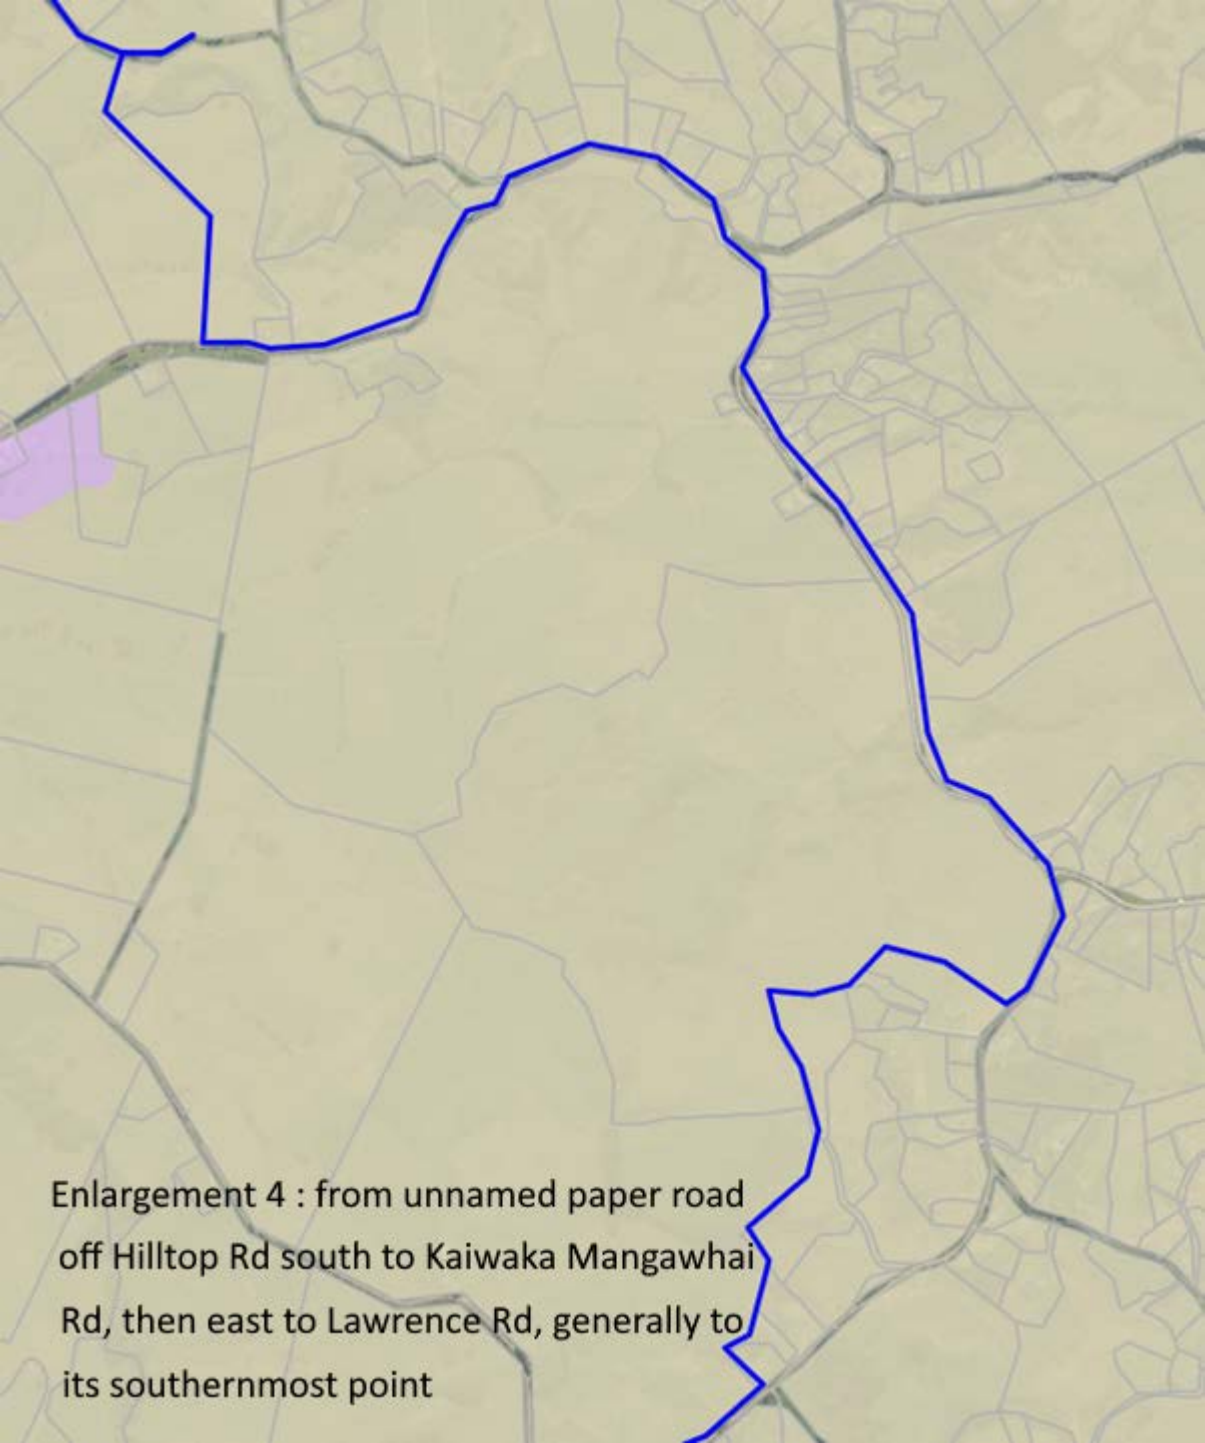 Enlargement 4 : from unnamed paper road
off Hilltop Rd south to Kaiwaka Mangawhai
Rd, then east to Lawrence Rd, generally to
its southernmost point